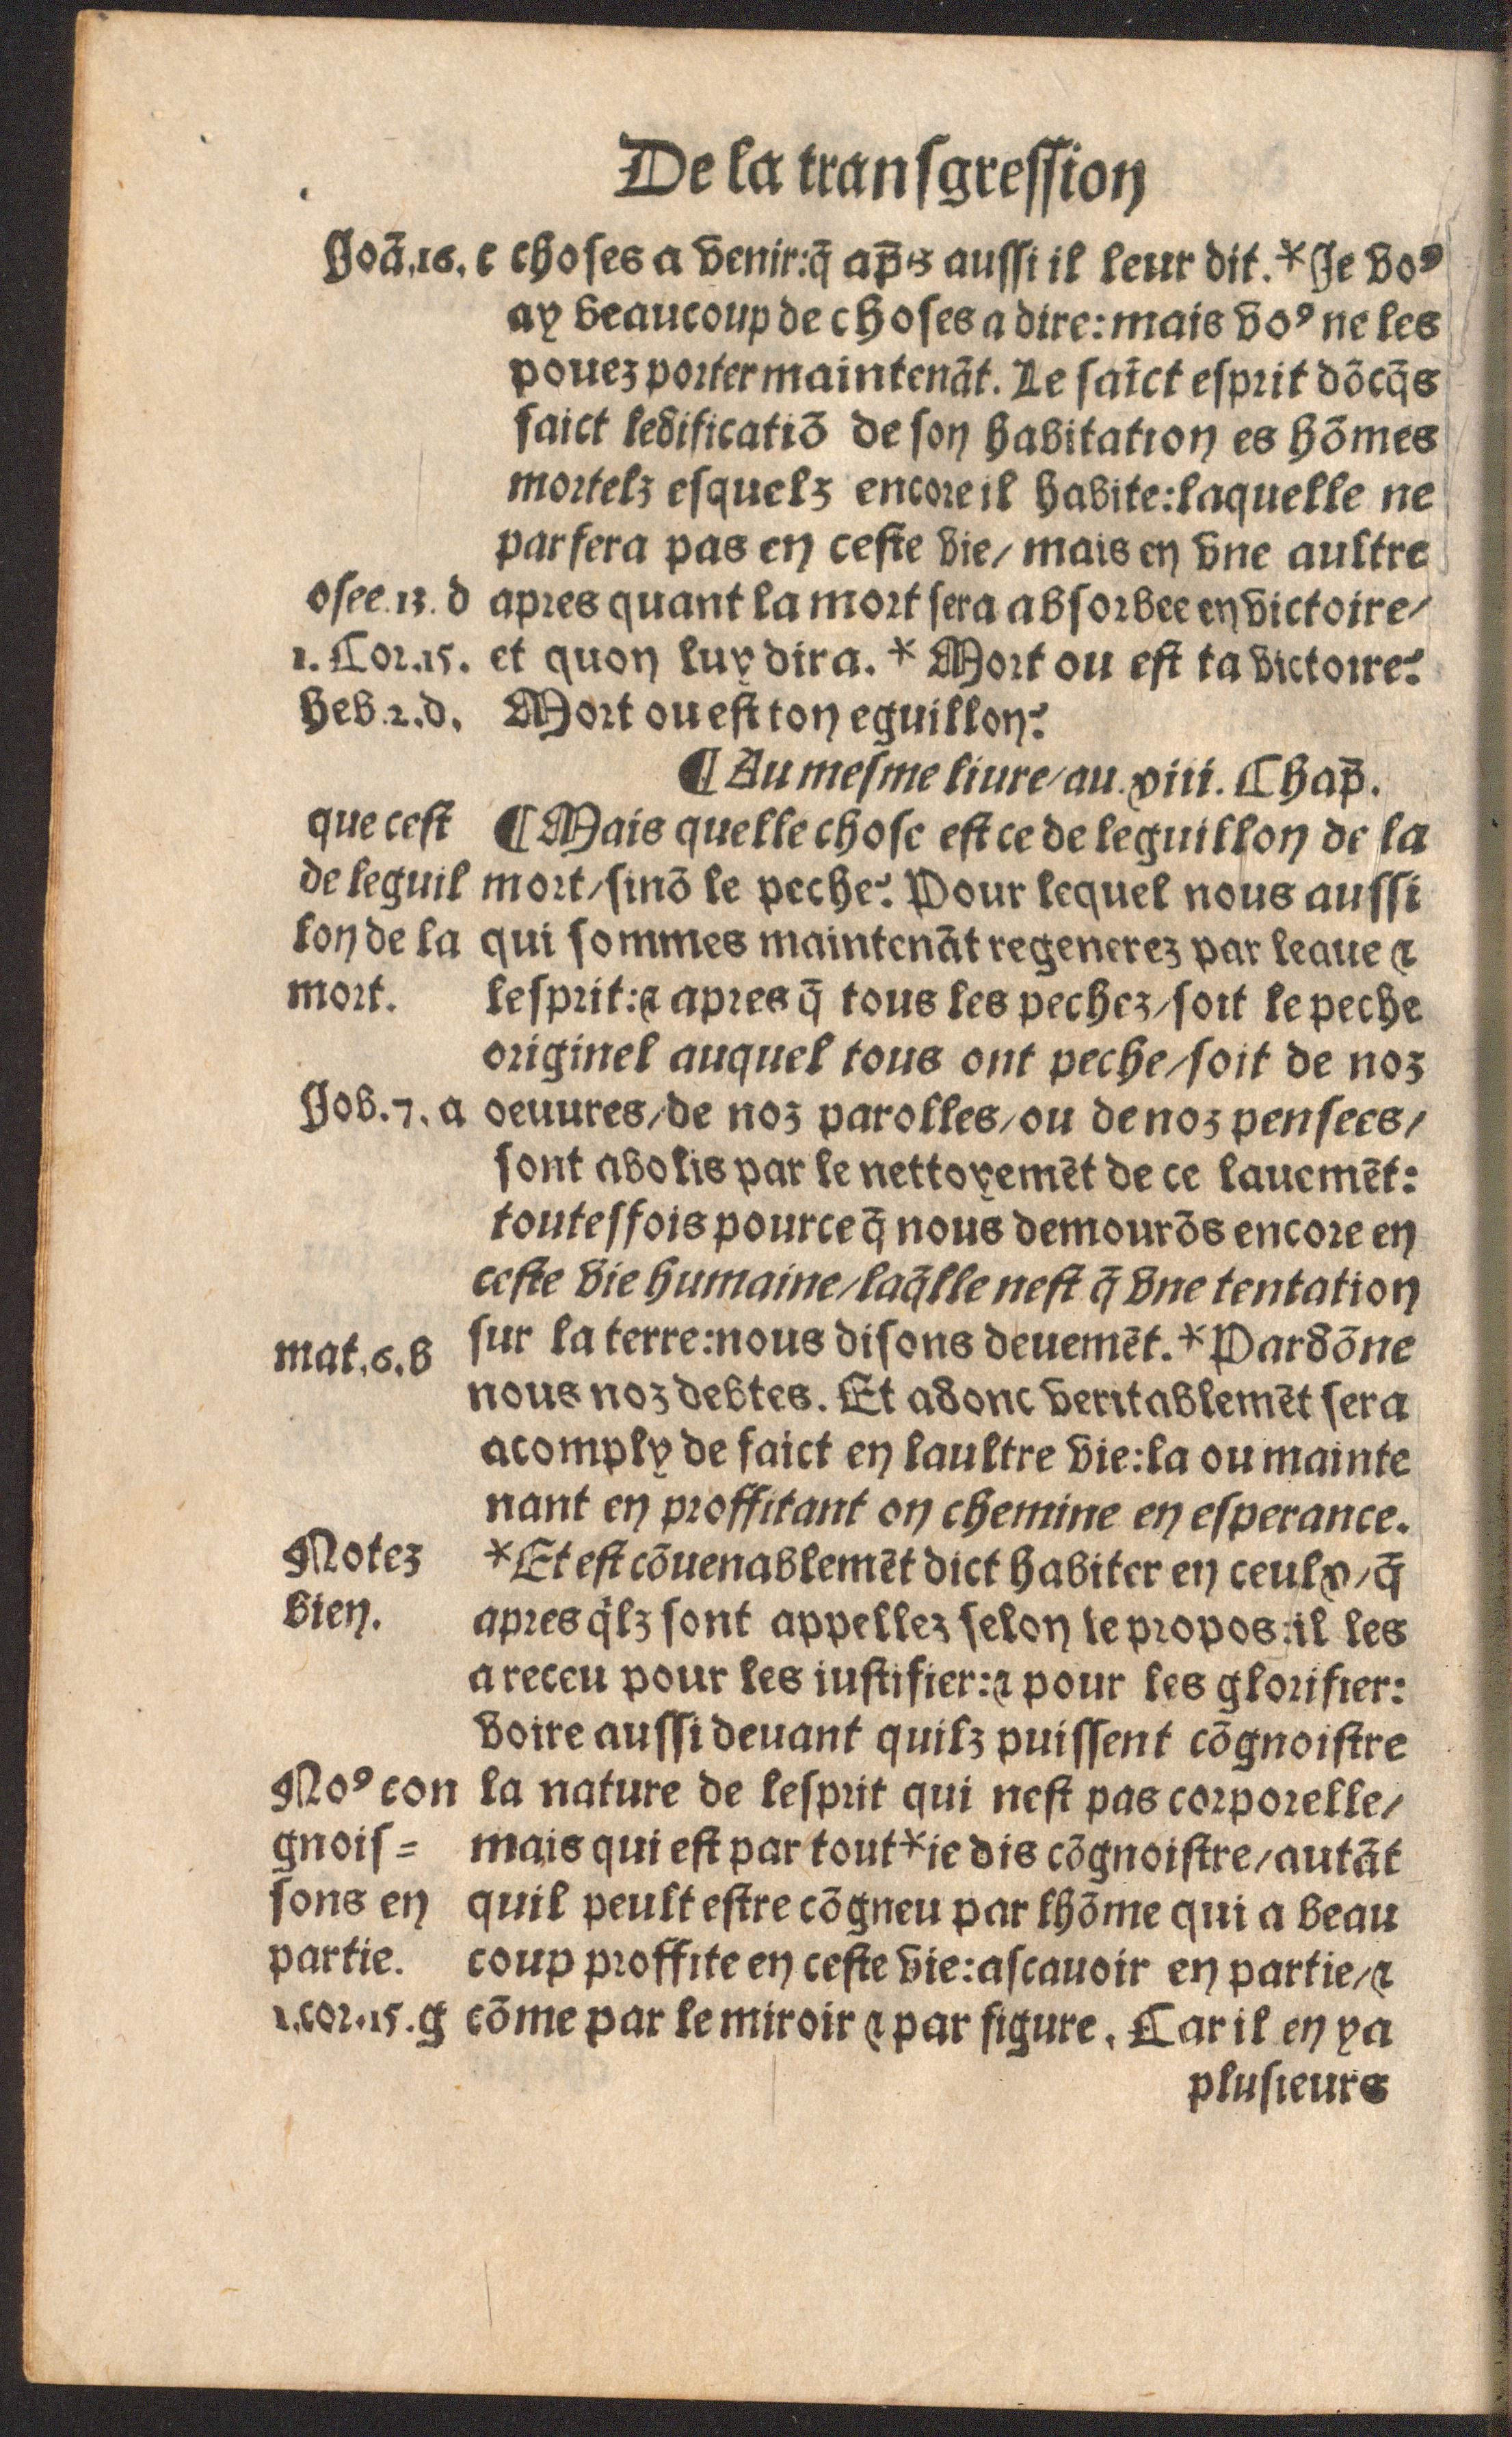 De la transgression
Joā.16.c choses a venir:q̄ ap̄s aussi il leur dit.*Je voꝰ
ay beaucoup de choses a dire:mais voꝰ ne les
pouez porter maintenāt. Le saīct esprit dōcq̄s
faict ledificatiō de son habitation es hōmes
mortelz esquelz encore il habite:laquelle ne
parfera pas en ceste vie/mais en vne aultre
osee.13.d apres quant la mort sera absorbee en victoire/
1.Cor.15. et quon luy dira.* Mort ou est ta victoire?
heb.2.d. Mort ou est ton eguillon?
¶Au mesme liure/au.xiii.Chap̄.
que cest ¶Mais quelle chose est ce de leguillon de la
de leguil mort/sinō le peche? Pour lequel nous aussi
lon de la qui sommes maintenāt regenerez par leaue ⁊
mort. lesprit:⁊ apres q̄ tous les pechez/soit le peche
originel auquel tous ont peche/soit de noz
Job.7.a oeuures/de noz parolles/ou de noz pensees/
sont abolis par le nettoyemēt de ce lauemēt:
toutesfois pource q̄ nous demourōs encore en
ceste vie humaine/laq̄lle nest q̄ vne tentation
sur la terre:nous disons deuemēt.*Pardōne
mat.6.b
nous noz debtes. Et adonc veritablemēt sera
acomply de faict en laultre vie:la ou mainte
nant en proffitant on chemine en esperance.
Notez *Et est cōuenablemēt dict habiter en ceulx/q̄
bien. apres q̄lz sont appellez selon le propos:il les
a receu pour les iustifier:⁊ pour les glorifier:
voire aussi deuant quilz puissent cōgnoistre
Noꝰ con la nature de lesprit qui nest pas corporelle/
gnois= mais qui est par tout*ie dis cōgnoistre/autāt
sons en quil peult estre cōgneu par lhōme qui a beau
partie. coup proffite en ceste vie:ascauoir en partie/⁊
1.cor.15.g cōme par le miroir ⁊ par figure. Car il en ya
plusieurs